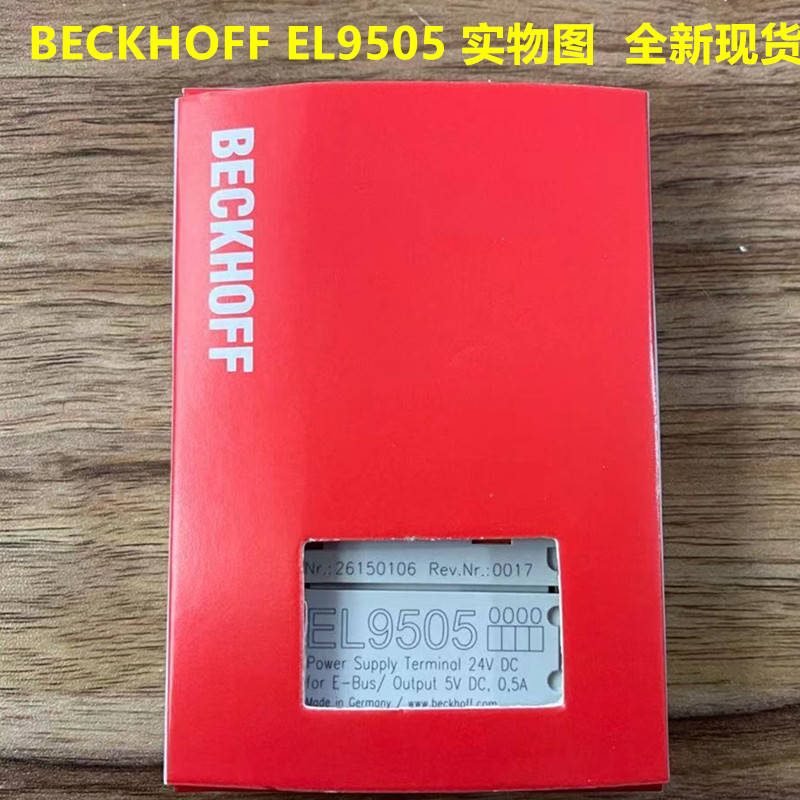 BECKHOFF EL9505 实物图 全新现货
BECKHOFF
Nr.:26150106 Rev.Nr.:0017
EL9505 0000
Power Supply Terminal 24V DC
for E-Bus/ Output 5V DC, 0,5A
Made in Germany / www.beckhoff.com